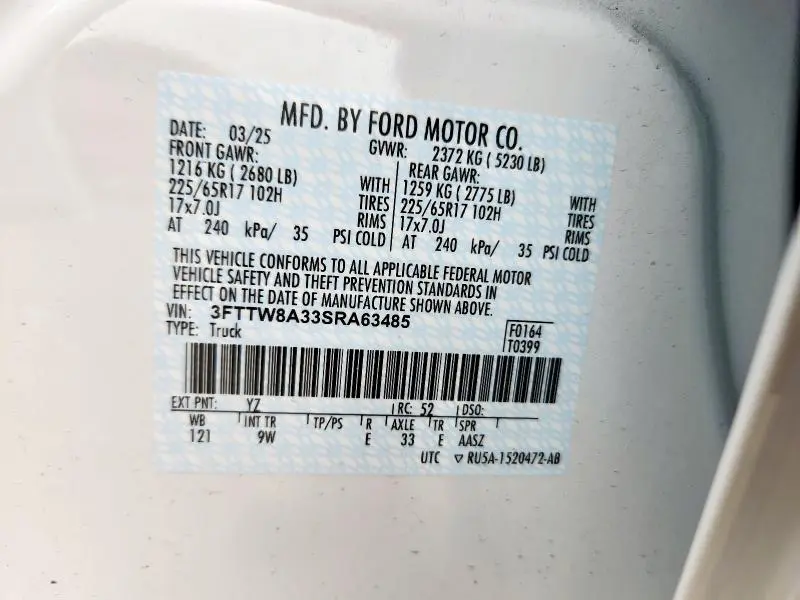 MFD. BY FORD MOTOR CO.
DATE: 03/25 GVWR: 2372 KG ( 5230 LB)
FRONT GAWR: REAR GAWR:
1216 KG ( 2680 LB) WITH 1259 KG ( 2775 LB) WITH
225/65R17 102H TIRES 225/65R17 102H TIRES
17x7.0J RIMS 17x7.0J RIMS
AT 240 kPa/ 35 PSI COLD AT 240 kPa/ 35 PSI COLD
THIS VEHICLE CONFORMS TO ALL APPLICABLE FEDERAL MOTOR
VEHICLE SAFETY AND THEFT PREVENTION STANDARDS IN
EFFECT ON THE DATE OF MANUFACTURE SHOWN ABOVE.
VIN: 3FTTW8A33SRA63485 F0164
TYPE: Truck T0399
EXT PNT: YZ RC: 52 DSO:
WB INT TR TP/PS R AXLE TR SPR
121 9W E 33 E AASZ
UTC ▽ RU5A-1520472-AB